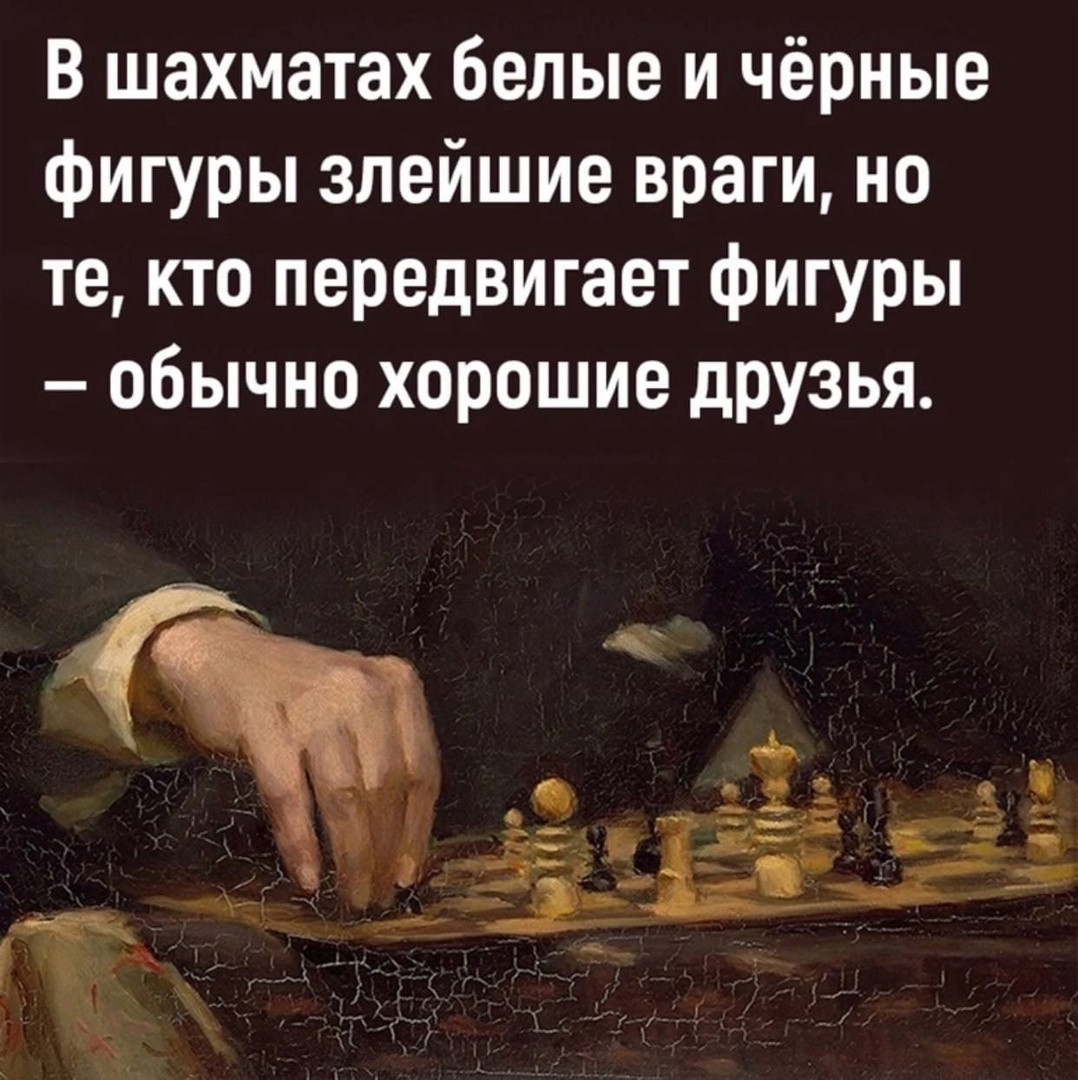 В шахматах белые и чёрные
фигуры злейшие враги, но
те, кто передвигает фигуры
– обычно хорошие друзья.